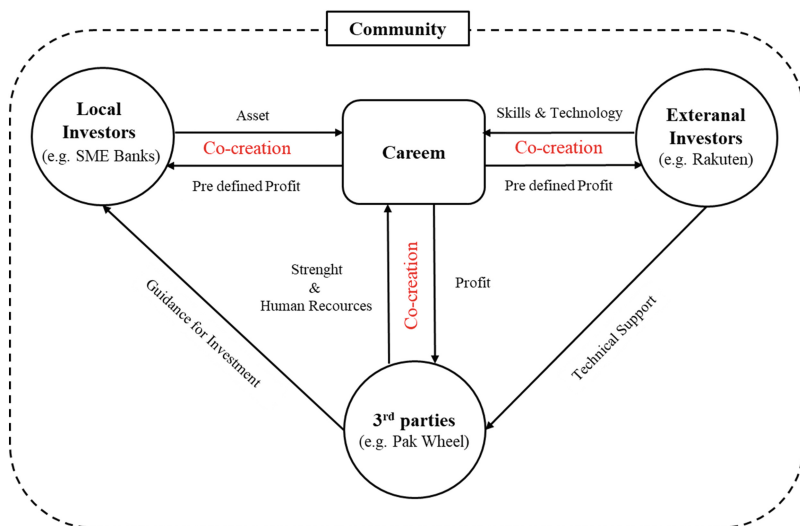 Community
Local
Investors
(e.g. SME Banks)
Asset
Co-creation
Pre defined Profit
Careem
Skills & Technology
Co-creation
Pre defined Profit
Exteranal
Investors
(e.g. Rakuten)
Strenght
&
Human Recources
Co-creation
Profit
Guidance for Investment
Technical Support
3rd parties
(e.g. Pak Wheel)